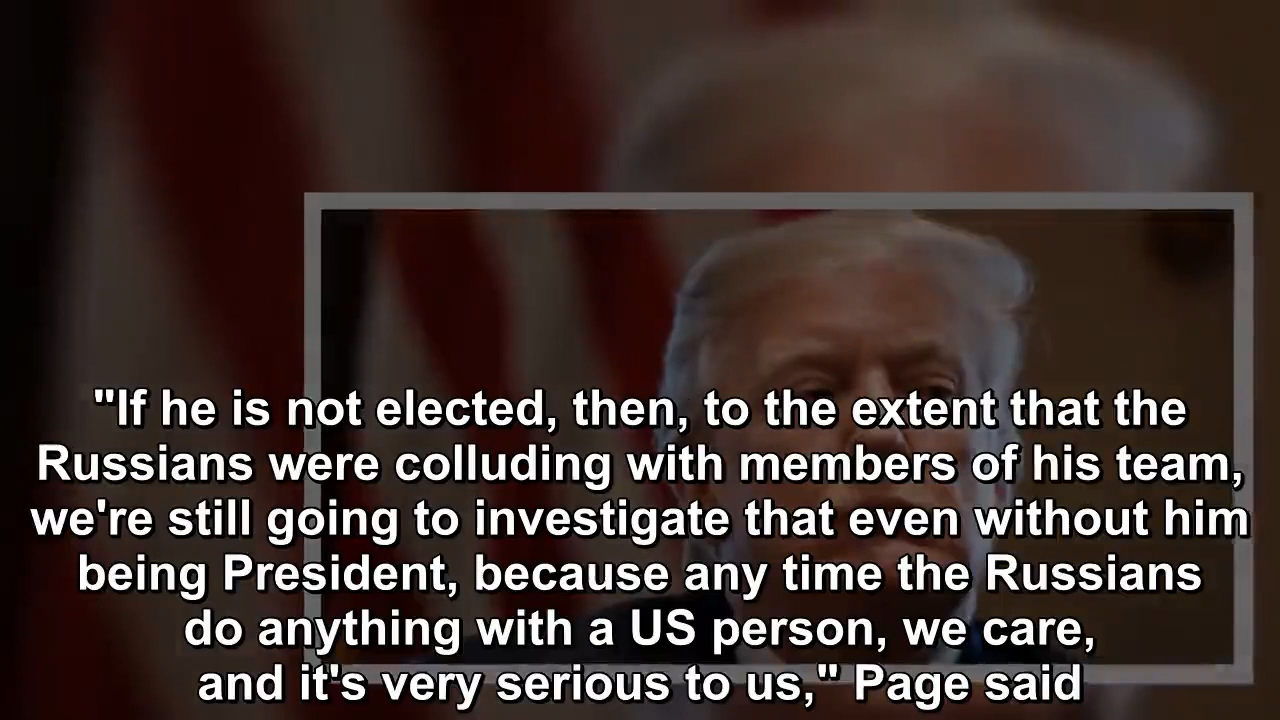 "If he is not elected, then, to the extent that the
Russians were colluding with members of his team,
we're still going to investigate that even without him
being President, because any time the Russians
do anything with a US person, we care,
and it's very serious to us," Page said